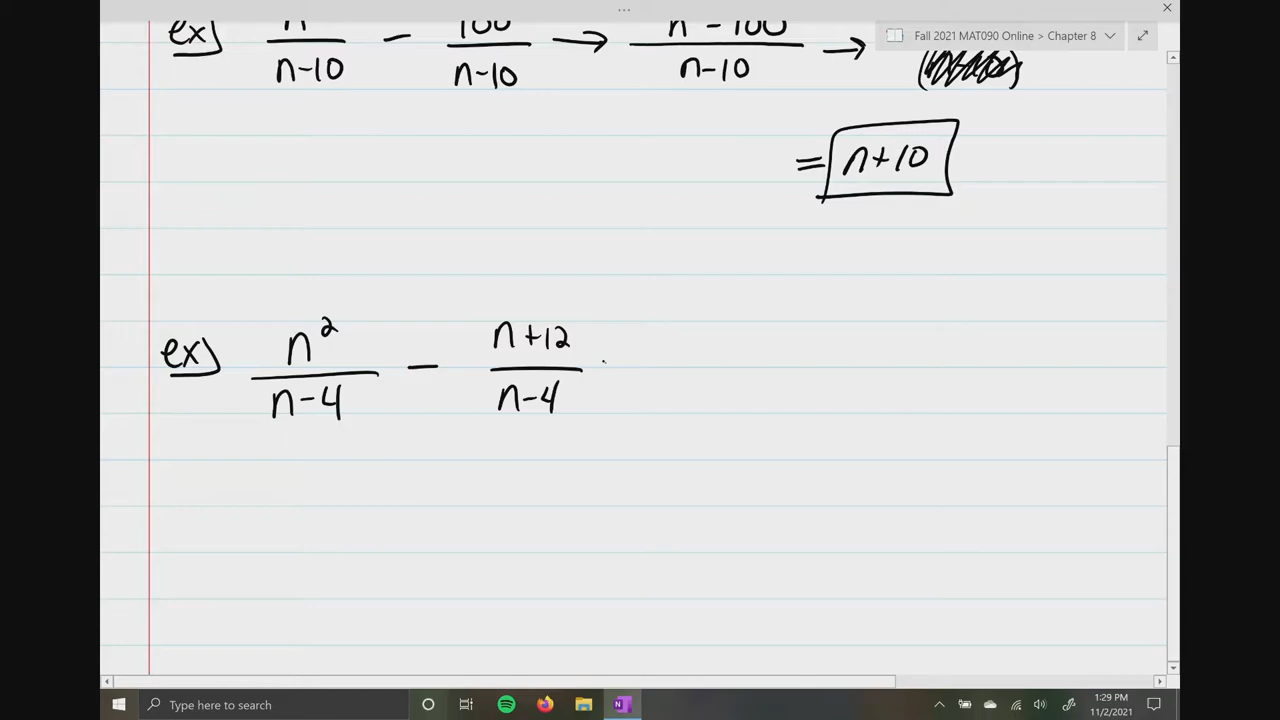 Fall 2021 MAT090 Online > Chapter 8
ex) n/n-10 - 100/n-10 → n - 100/n-10 →
= n+10
ex) n²/n-4 - n+12/n-4
Type here to search
1:29 PM
11/2/2021